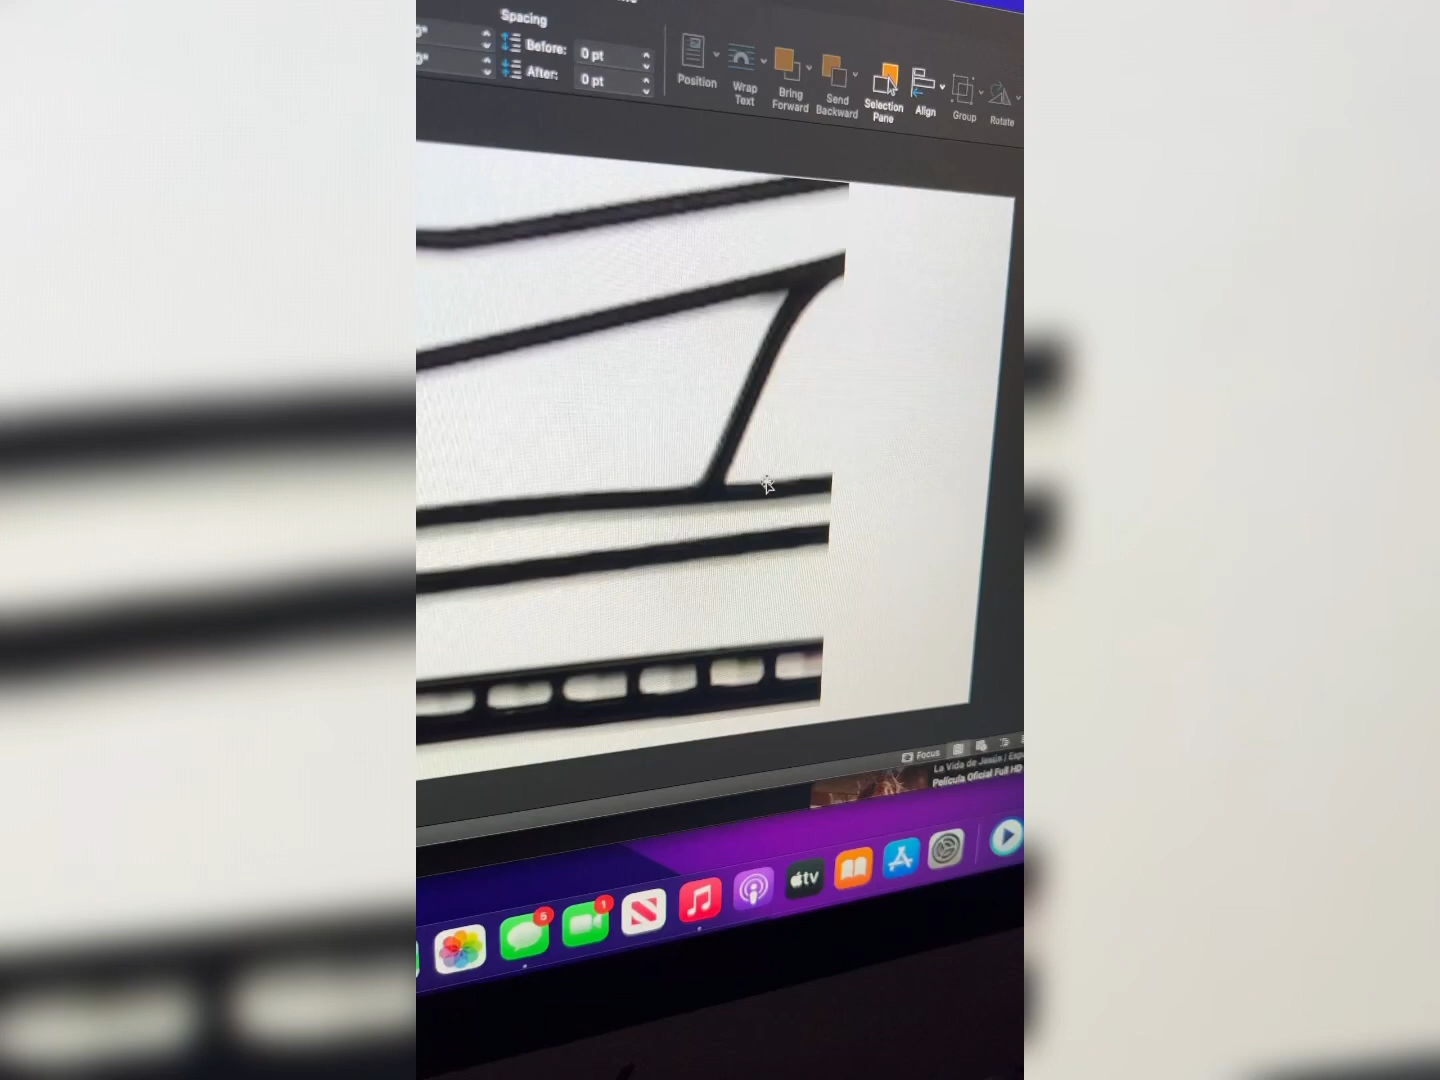 Spacing
Before: 0 pt
After: 0 pt
Position
Wrap
Text
Bring
Forward
Send
Backward
Selection
Pane
Align
Group
Rotate
Focus
La Vida de Jesús |
Película Oficial Full HD
5
1
tv